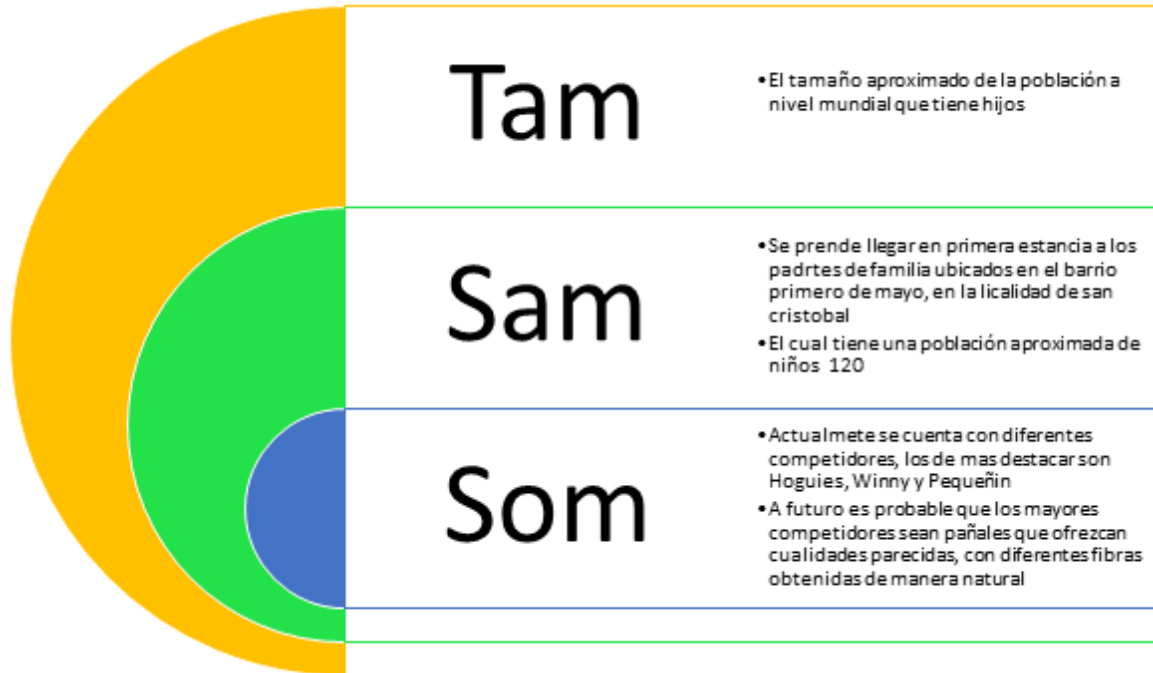 Tam
•El tamaño aproximado de la población a
nivel mundial que tiene hijos
Sam
•Se prende llegar en primera estancia a los
padrtes de familia ubicados en el barrio
primero de mayo, en la licalidad de san
cristobal
•El cual tiene una población aproximada de
niños 120
Som
•Actualmete se cuenta con diferentes
competidores, los de mas destacar son
Hoguies, Winny y Pequeñin
•A futuro es probable que los mayores
competidores sean pañales que ofrezcan
cualidades parecidas, con diferentes fibras
obtenidas de manera natural